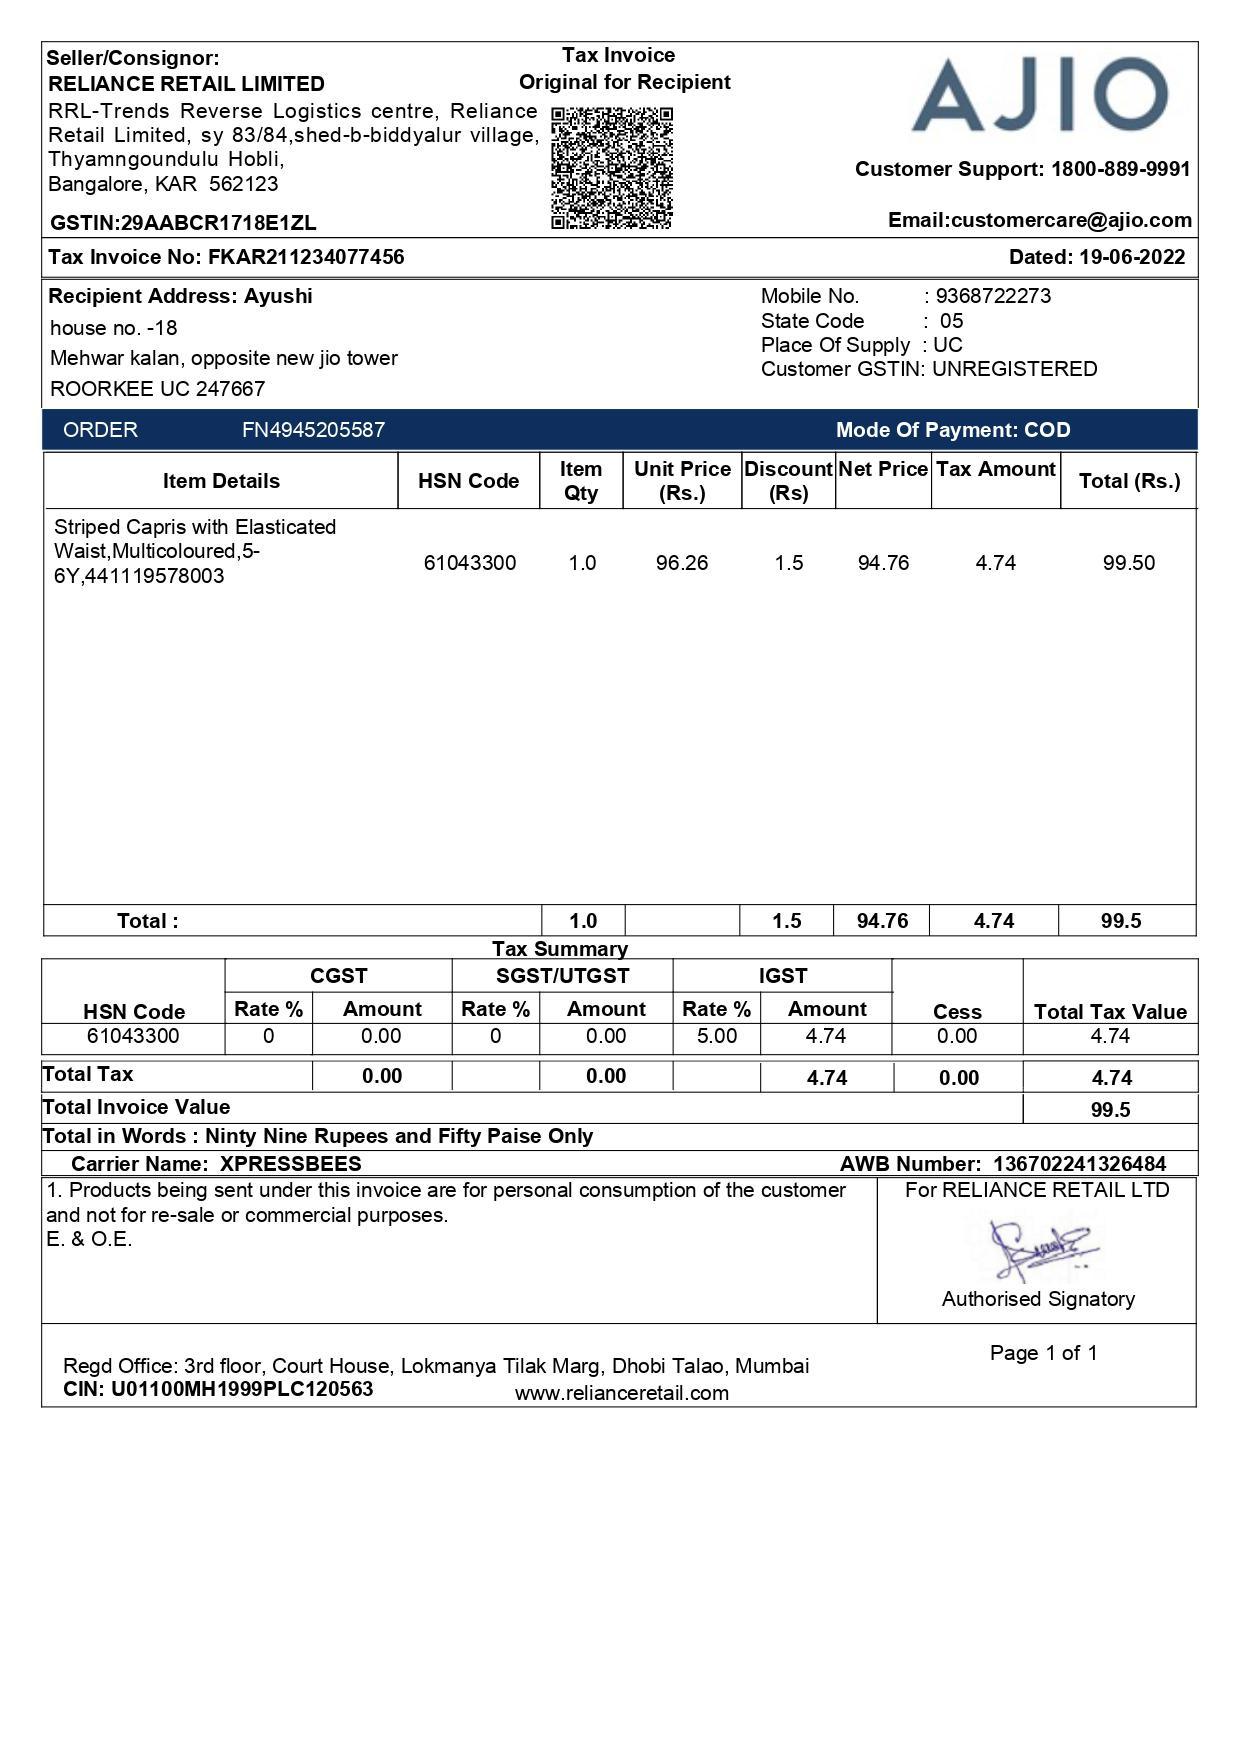 Seller/Consignor:
RELIANCE RETAIL LIMITED
RRL-Trends Reverse Logistics centre, Reliance
Retail Limited, sy 83/84,shed-b-biddyalur village,
Thyamngoundulu Hobli,
Bangalore, KAR 562123
GSTIN:29AABCR1718E1ZL
Tax Invoice
Original for Recipient
AJIO
Customer Support: 1800-889-9991
Email:customercare@ajio.com
Tax Invoice No: FKAR211234077456
Dated: 19-06-2022
Recipient Address: Ayushi
house no. -18
Mehwar kalan, opposite new jio tower
ROORKEE UC 247667
Mobile No. : 9368722273
State Code : 05
Place Of Supply : UC
Customer GSTIN: UNREGISTERED
ORDER FN4945205587 Mode Of Payment: COD
Item Details HSN Code Item Qty Unit Price (Rs.) Discount (Rs) Net Price Tax Amount Total (Rs.)
Striped Capris with Elasticated
Waist,Multicoloured,5-
6Y,441119578003
61043300 1.0 96.26 1.5 94.76 4.74 99.50
Total : 1.0 1.5 94.76 4.74 99.5
Tax Summary
CGST SGST/UTGST IGST
HSN Code Rate % Amount Rate % Amount Rate % Amount Cess Total Tax Value
61043300 0 0.00 0 0.00 5.00 4.74 0.00 4.74
Total Tax 0.00 0.00 4.74 0.00 4.74
Total Invoice Value 99.5
Total in Words : Ninty Nine Rupees and Fifty Paise Only
Carrier Name: XPRESSBEES AWB Number: 136702241326484
1. Products being sent under this invoice are for personal consumption of the customer
and not for re-sale or commercial purposes.
E. & O.E.
For RELIANCE RETAIL LTD
Authorised Signatory
Page 1 of 1
Regd Office: 3rd floor, Court House, Lokmanya Tilak Marg, Dhobi Talao, Mumbai
CIN: U01100MH1999PLC120563
www.relianceretail.com